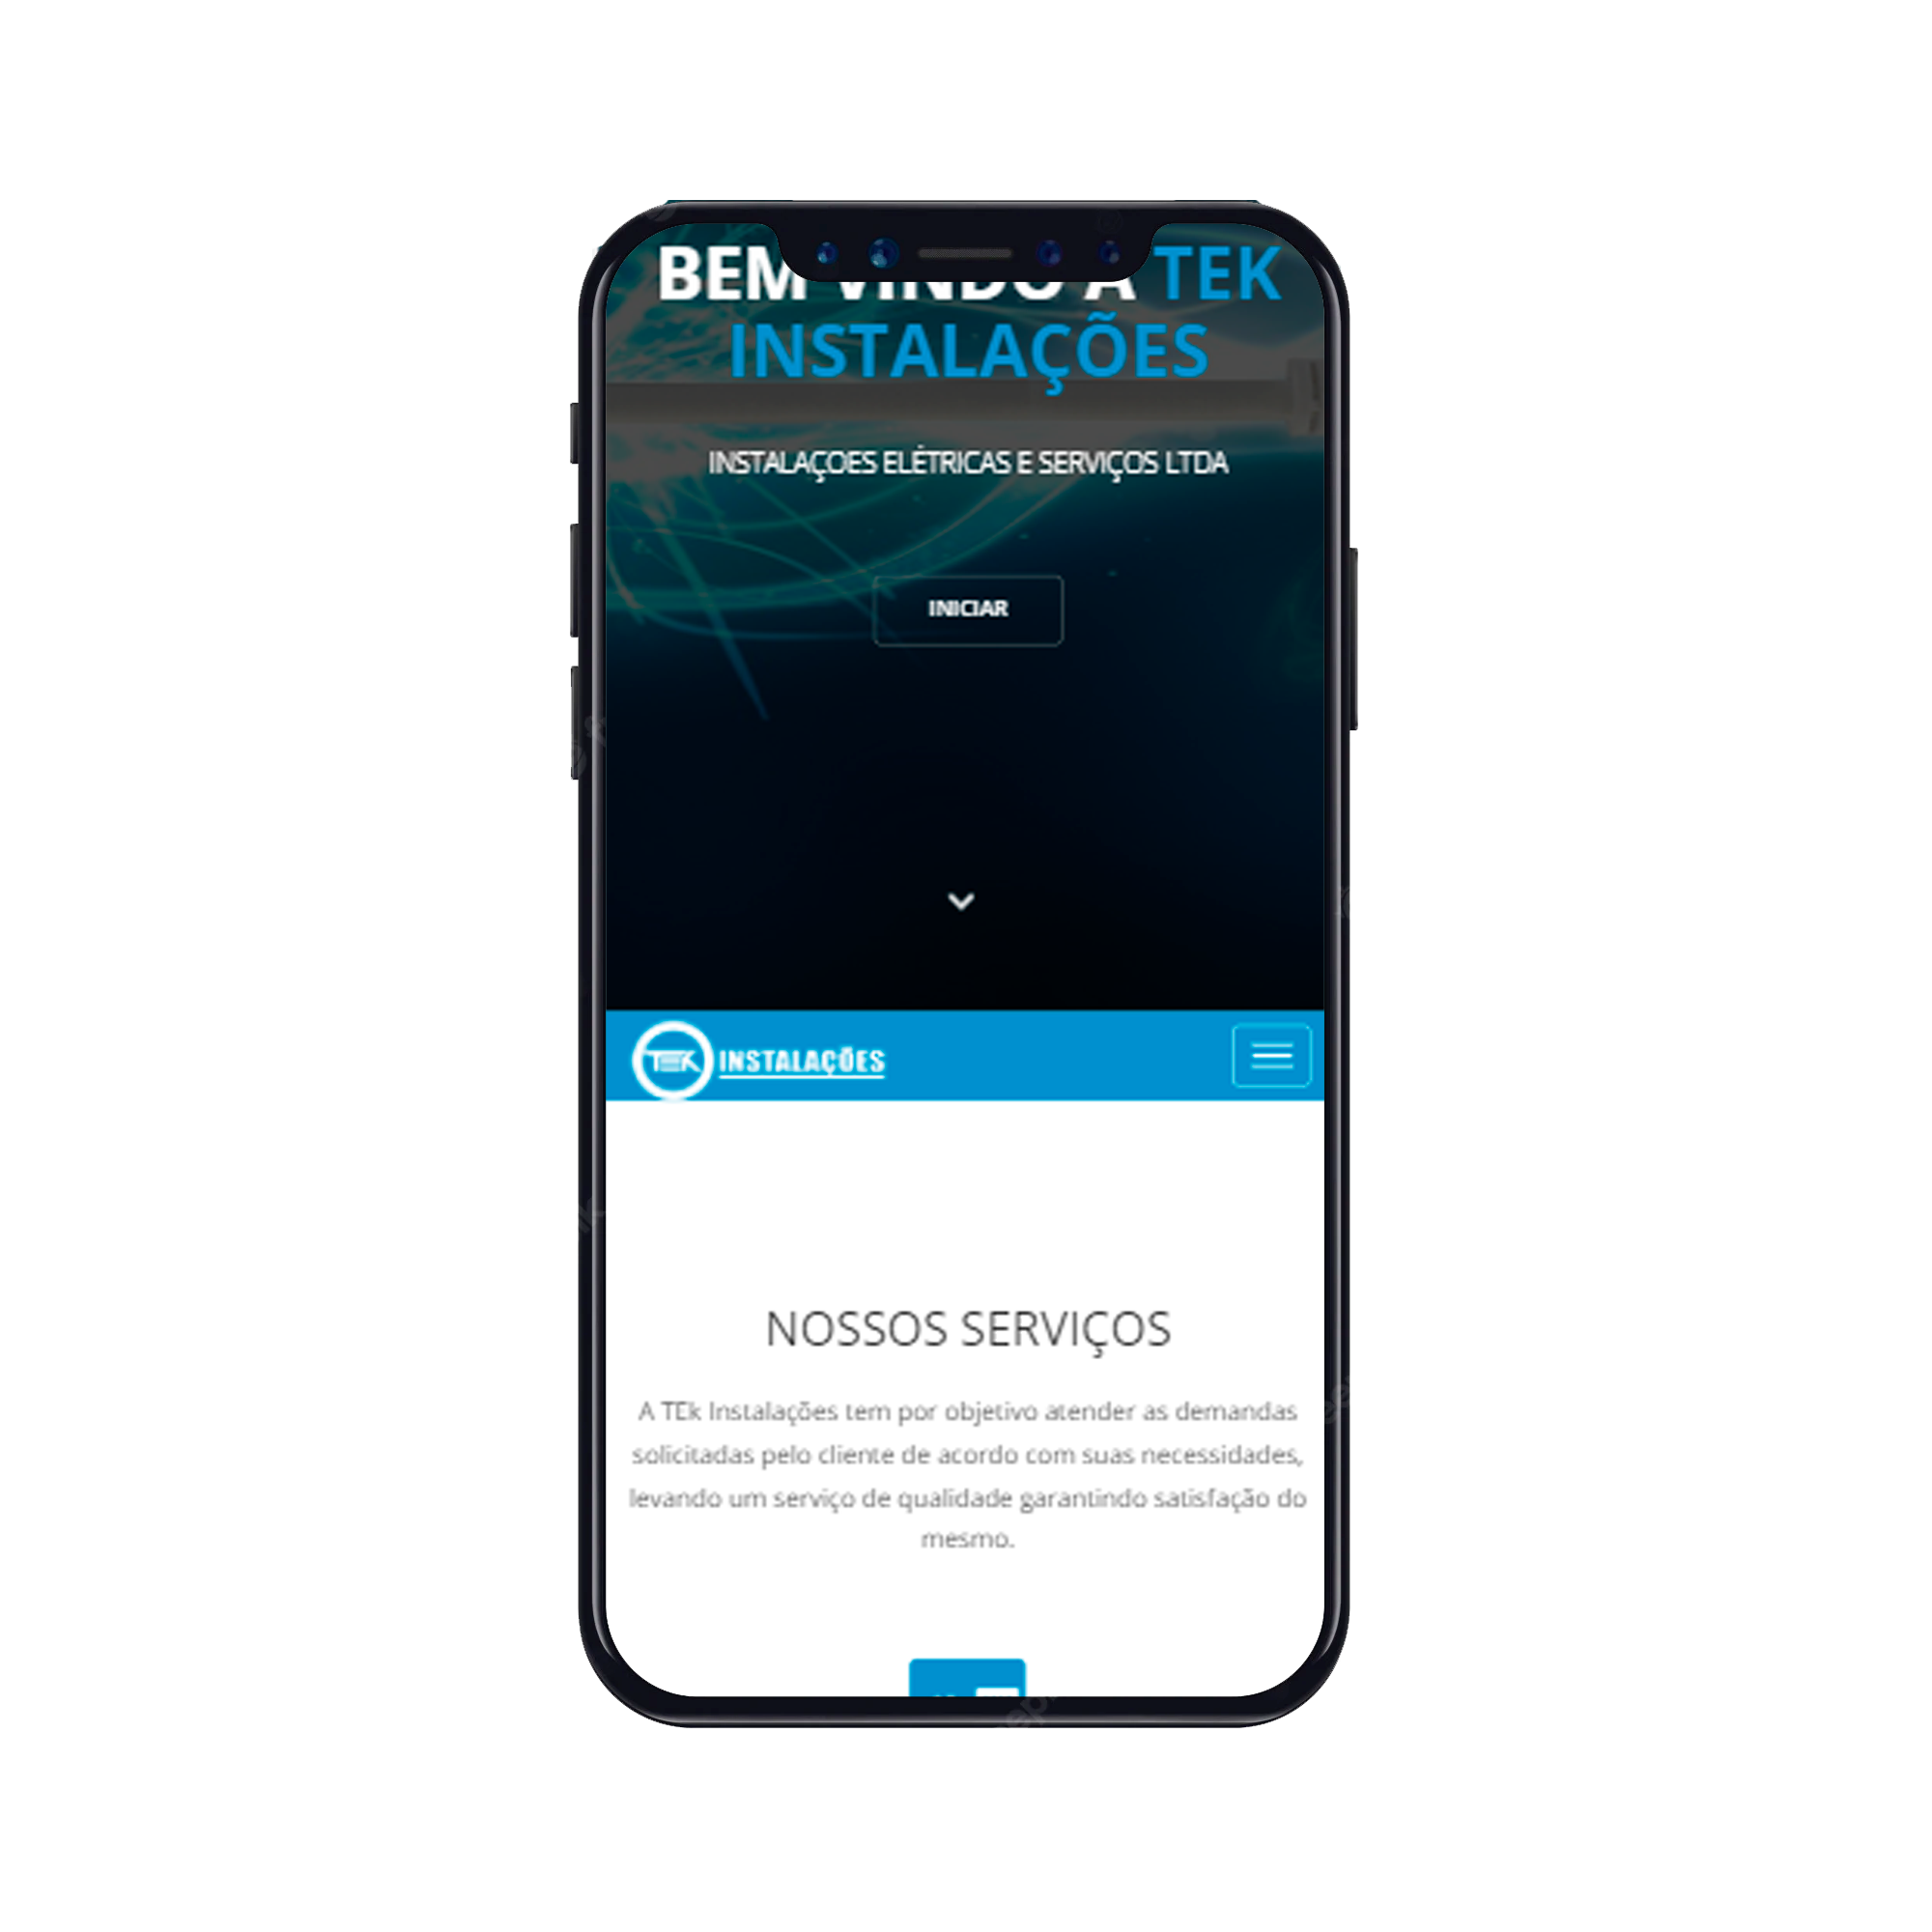 BEM VINDO A TEK
INSTALAÇÕES
INSTALAÇOES ELÉTRICAS E SERVIÇOS LTDA
INICIAR
TEK INSTALAÇÕES
NOSSOS SERVIÇOS
A TEk Instalações tem por objetivo atender as demandas
solicitadas pelo cliente de acordo com suas necessidades,
levando um serviço de qualidade garantindo satisfação do
mesmo.